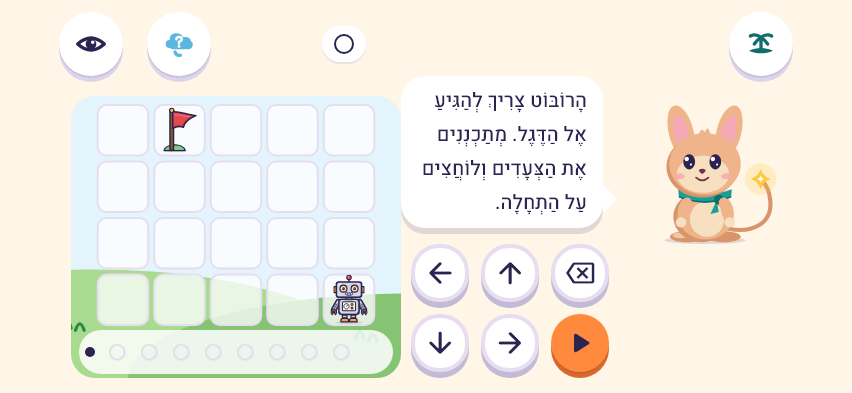 הָרוֹבּוֹט צָרִיךְ לְהַגִּיעַ
אֶל הַדֶּגֶל. מְתַכְנְנִים
אֶת הַצְּעָדִים וְלוֹחֲצִים
עַל הַתְחָלָה.